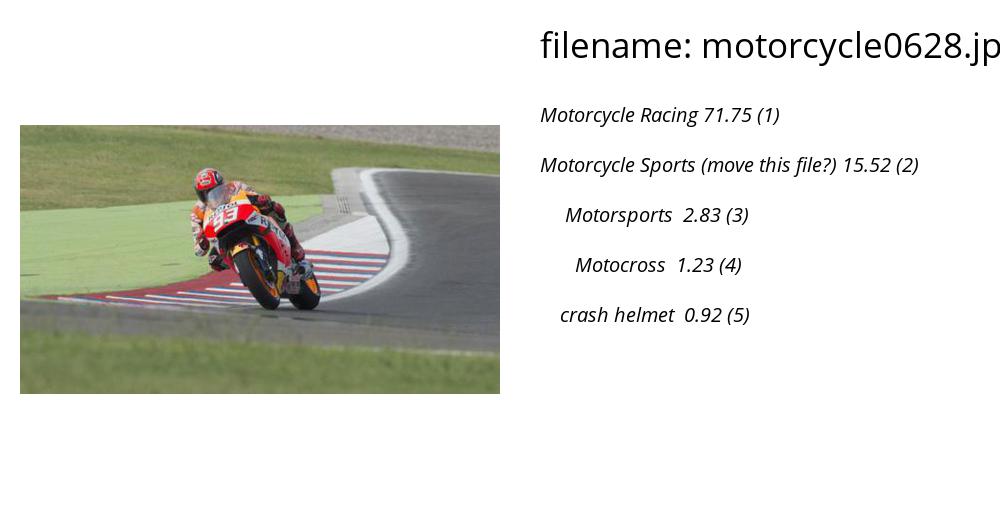 filename: motorcycle0628.jp
Motorcycle Racing 71.75 (1)
Motorcycle Sports (move this file?) 15.52 (2)
Motorsports 2.83 (3)
Motocross 1.23 (4)
crash helmet 0.92 (5)
93